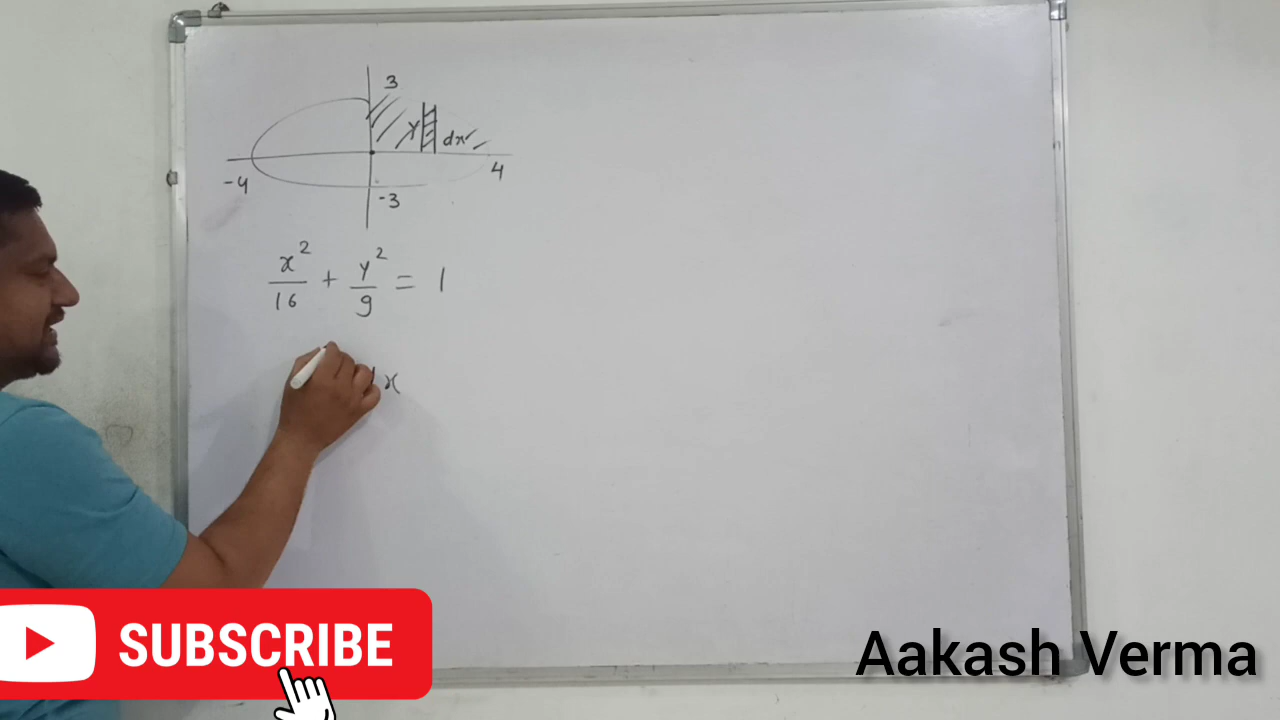 3
y dx
-4 4
-3
x² / 16 + y² / 9 = 1
x
SUBSCRIBE
Aakash Verma